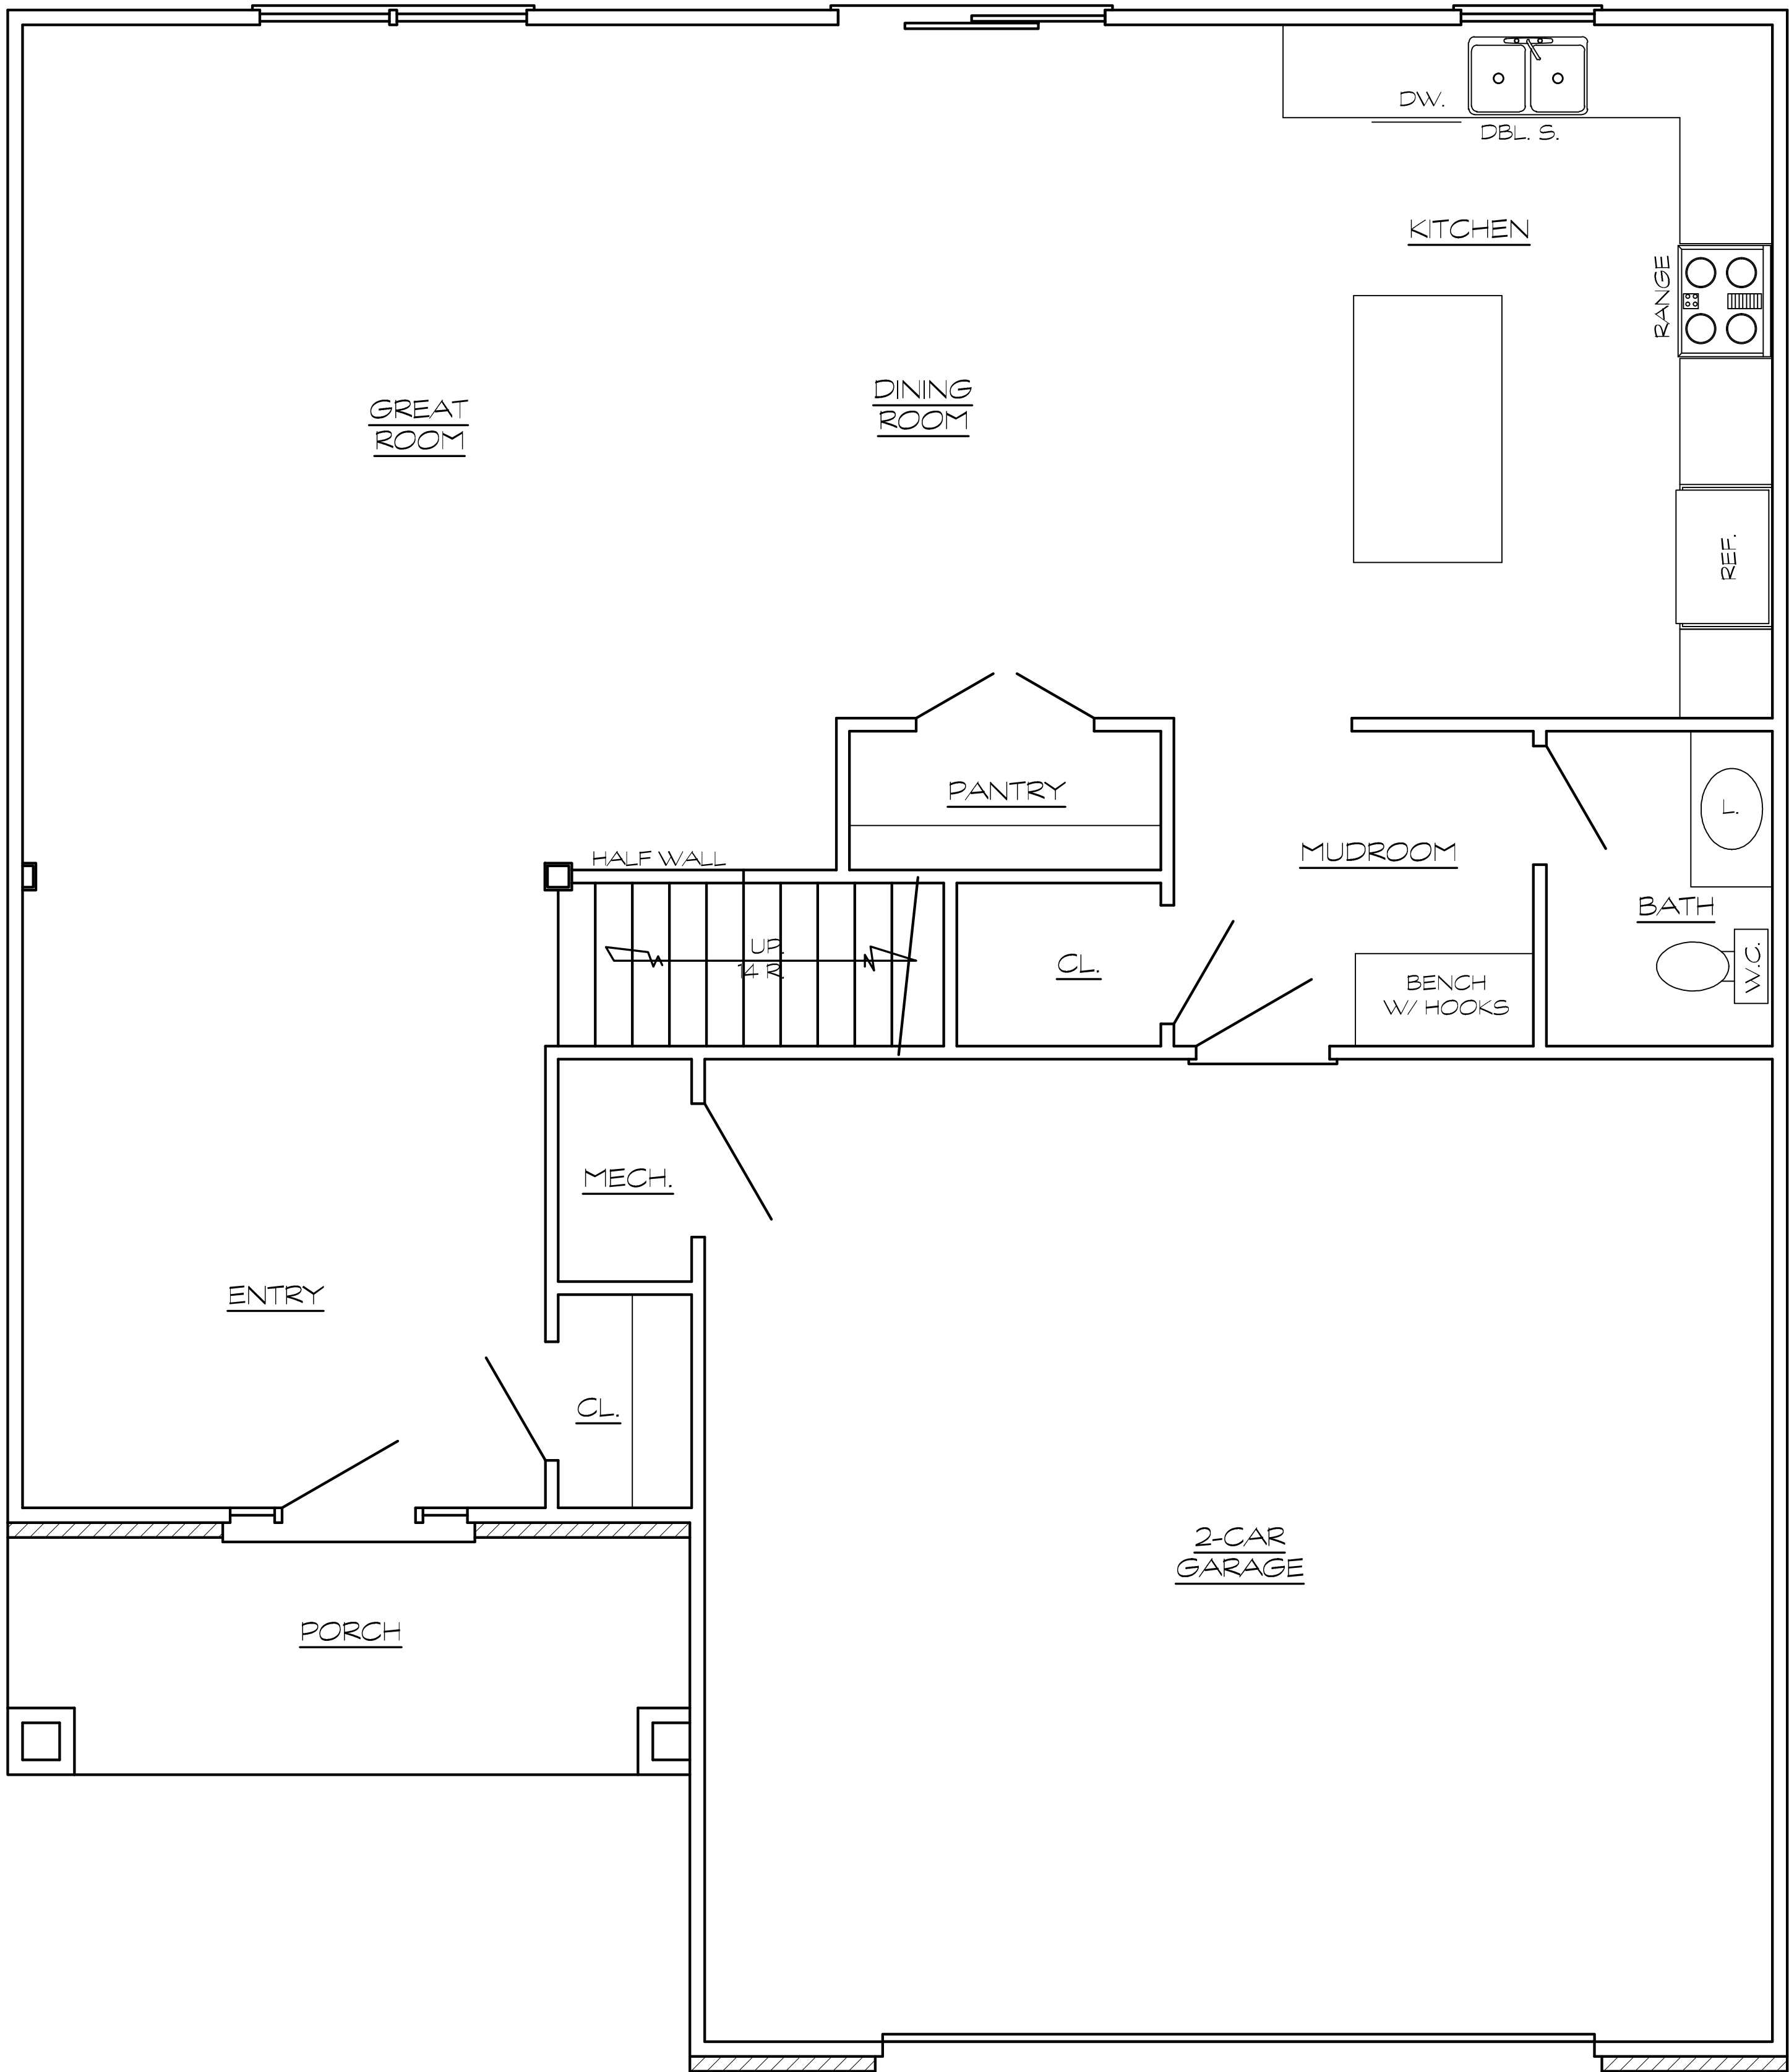 DW.
DBL. S.
KITCHEN
RANGE
GREAT
ROOM
DINING
ROOM
REF.
PANTRY
L.
HALF WALL
MUDROOM
BATH
UP.
14 R.
CL.
W.C.
BENCH
W/ HOOKS
MECH.
ENTRY
CL.
2-CAR
GARAGE
PORCH